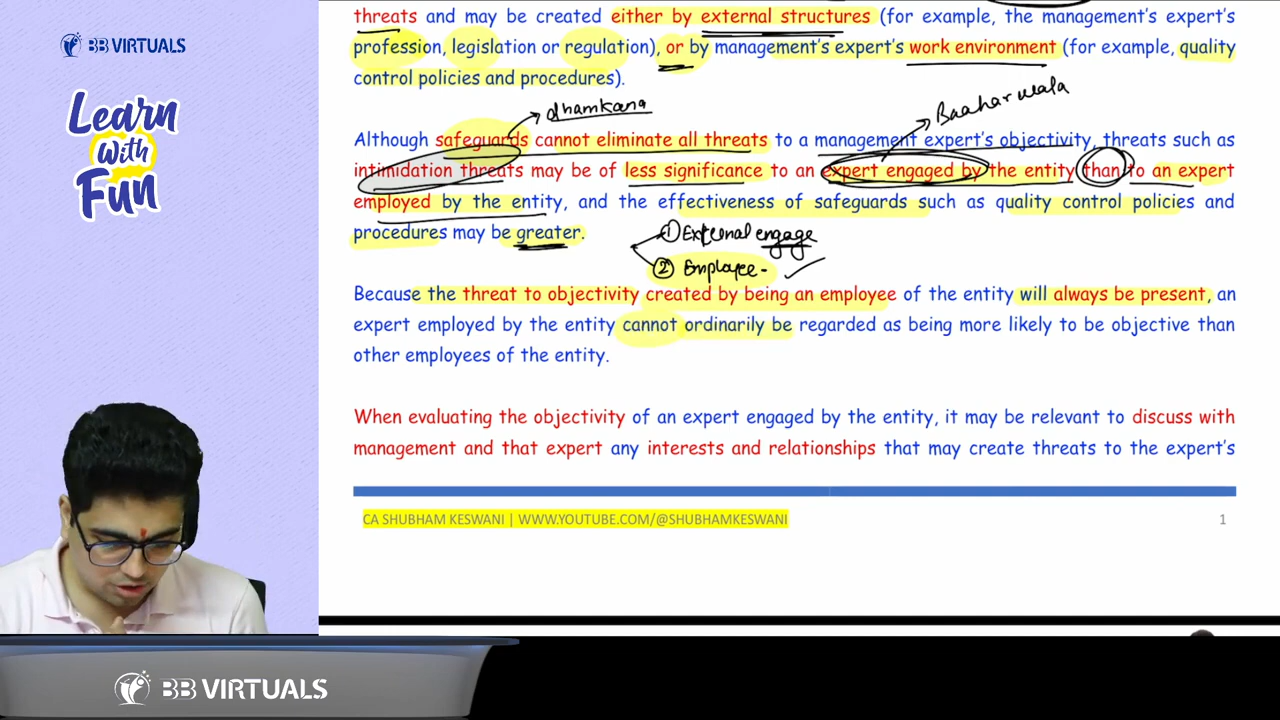 BB VIRTUALS
Learn
With
Fun
threats and may be created either by external structures (for example, the management's expert's
profession, legislation or regulation), or by management's expert's work environment (for example, quality
control policies and procedures).
dhamkana
Baahar wala
Although safeguards cannot eliminate all threats to a management expert's objectivity, threats such as
intimidation threats may be of less significance to an expert engaged by the entity than to an expert
employed by the entity, and the effectiveness of safeguards such as quality control policies and
procedures may be greater.
① External engage
② Employee-
Because the threat to objectivity created by being an employee of the entity will always be present, an
expert employed by the entity cannot ordinarily be regarded as being more likely to be objective than
other employees of the entity.
When evaluating the objectivity of an expert engaged by the entity, it may be relevant to discuss with
management and that expert any interests and relationships that may create threats to the expert's
CA SHUBHAM KESWANI | WWW.YOUTUBE.COM/@SHUBHAMKESWANI
1
BB VIRTUALS